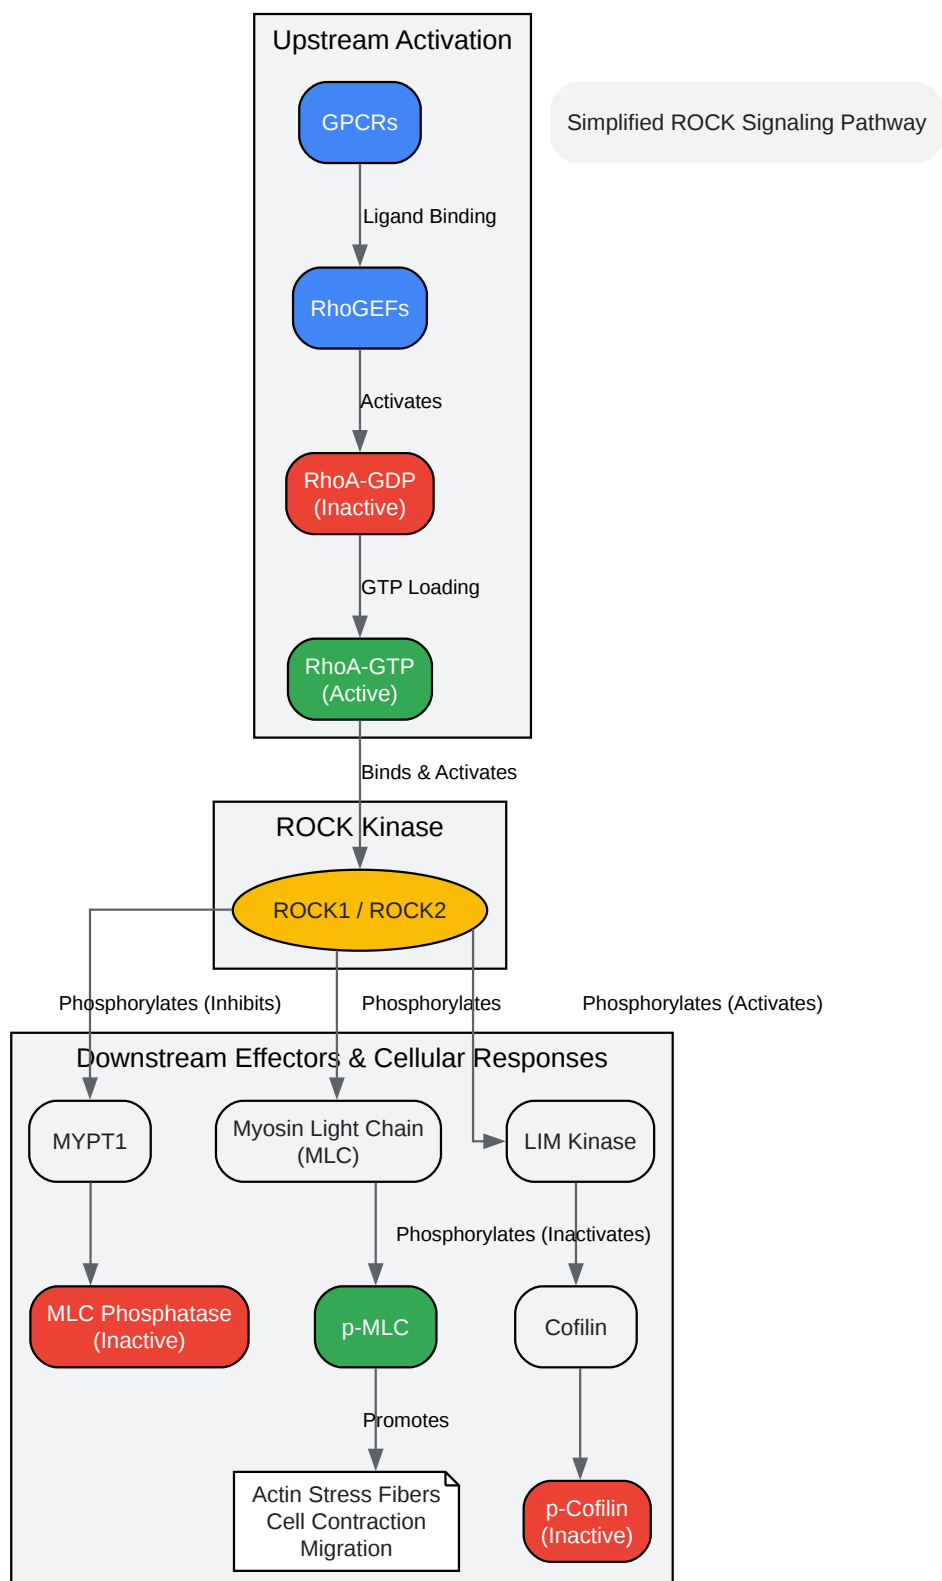 Upstream Activation
GPCRs
Simplified ROCK Signaling Pathway
Ligand Binding
RhoGEFs
Activates
RhoA-GDP
(Inactive)
GTP Loading
RhoA-GTP
(Active)
Binds & Activates
ROCK Kinase
ROCK1 / ROCK2
Phosphorylates (Inhibits)
Phosphorylates
Phosphorylates (Activates)
Downstream Effectors & Cellular Responses
MYPT1
Myosin Light Chain
(MLC)
LIM Kinase
Phosphorylates (Inactivates)
MLC Phosphatase
(Inactive)
p-MLC
Cofilin
Promotes
Actin Stress Fibers
Cell Contraction
Migration
p-Cofilin
(Inactive)